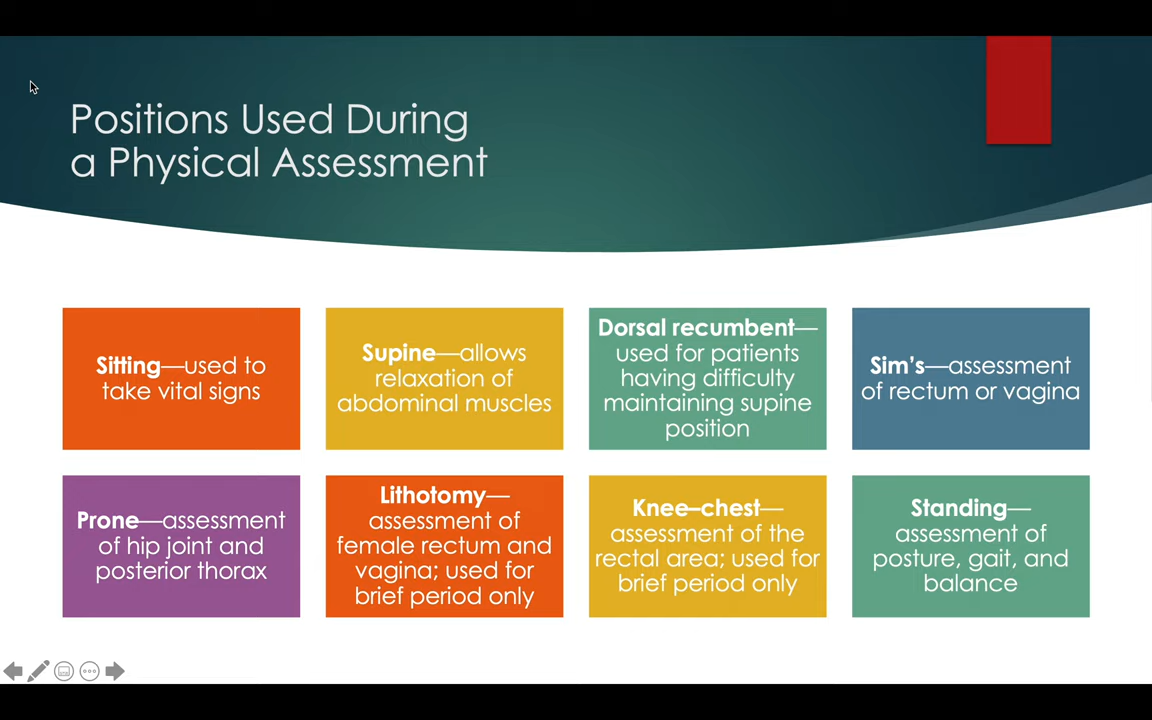 Positions Used During
a Physical Assessment
Sitting—used to
take vital signs
Supine—allows
relaxation of
abdominal muscles
Dorsal recumbent—
used for patients
having difficulty
maintaining supine
position
Sim's—assessment
of rectum or vagina
Prone—assessment
of hip joint and
posterior thorax
Lithotomy—
assessment of
female rectum and
vagina; used for
brief period only
Knee–chest—
assessment of the
rectal area; used for
brief period only
Standing—
assessment of
posture, gait, and
balance